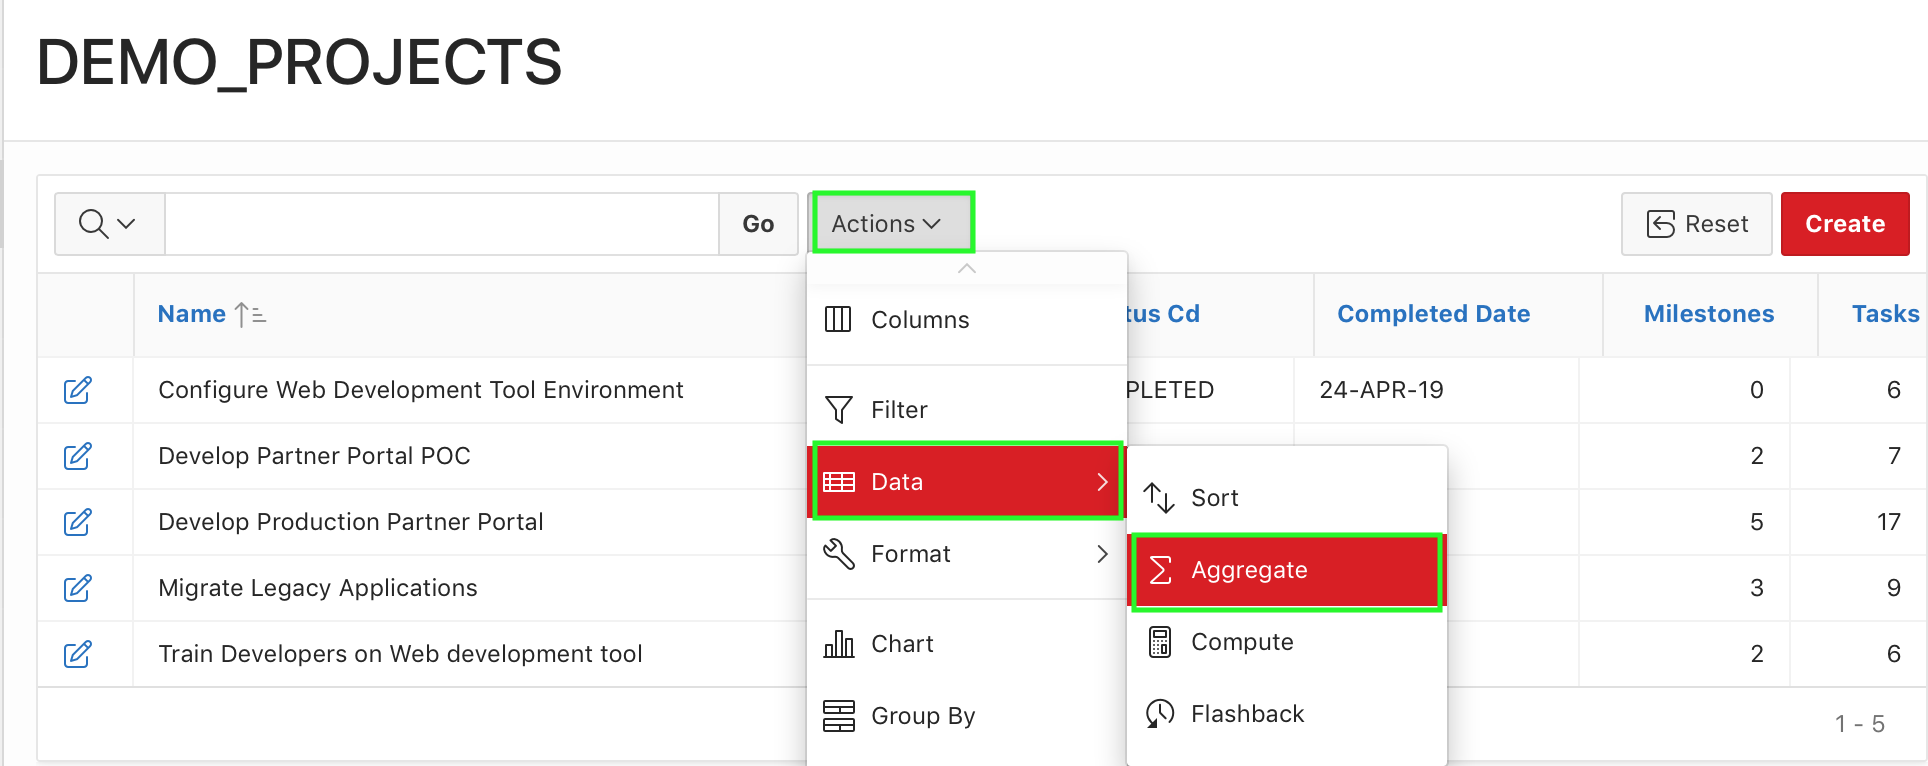 DEMO_PROJECTS
Go
Actions
Reset
Create
Name
tus Cd
Completed Date
Milestones
Tasks
Configure Web Development Tool Environment
PLETED
24-APR-19
0
6
Develop Partner Portal POC
2
7
Develop Production Partner Portal
5
17
Migrate Legacy Applications
3
9
Train Developers on Web development tool
2
6
1 - 5
Columns
Filter
Data
Format
Chart
Group By
Sort
Aggregate
Compute
Flashback